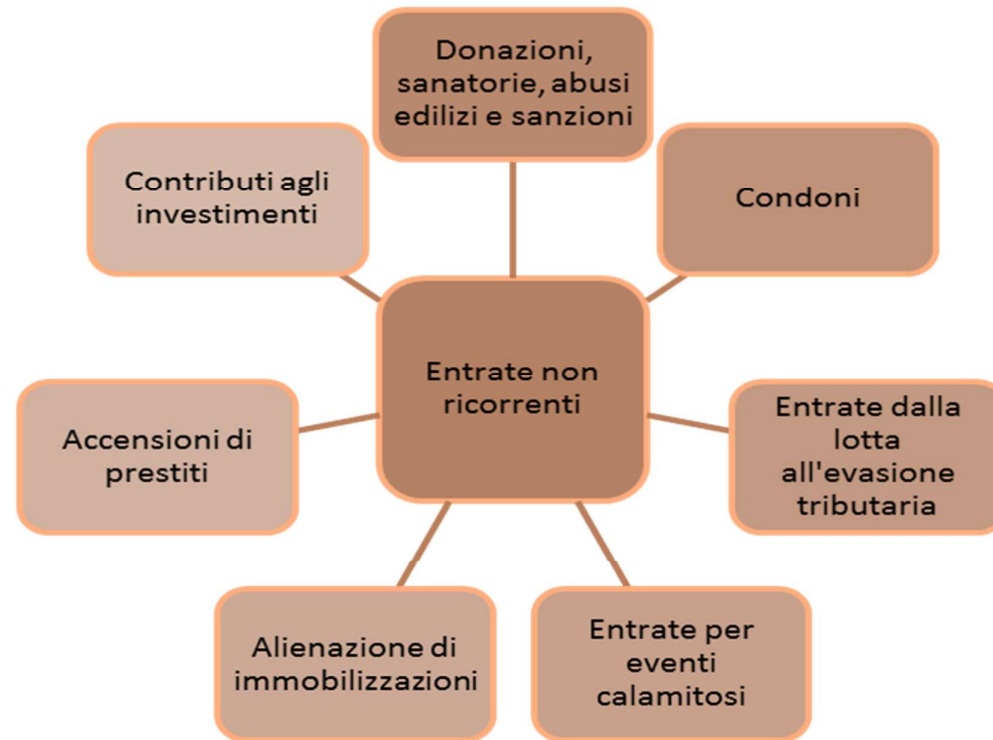 Donazioni,
sanatorie, abusi
edilizi e sanzioni
Condoni
Entrate dalla
lotta
all'evasione
tributaria
Entrate per
eventi
calamitosi
Alienazione di
immobilizzazioni
Accensioni di
prestiti
Contributi agli
investimenti
Entrate non
ricorrenti